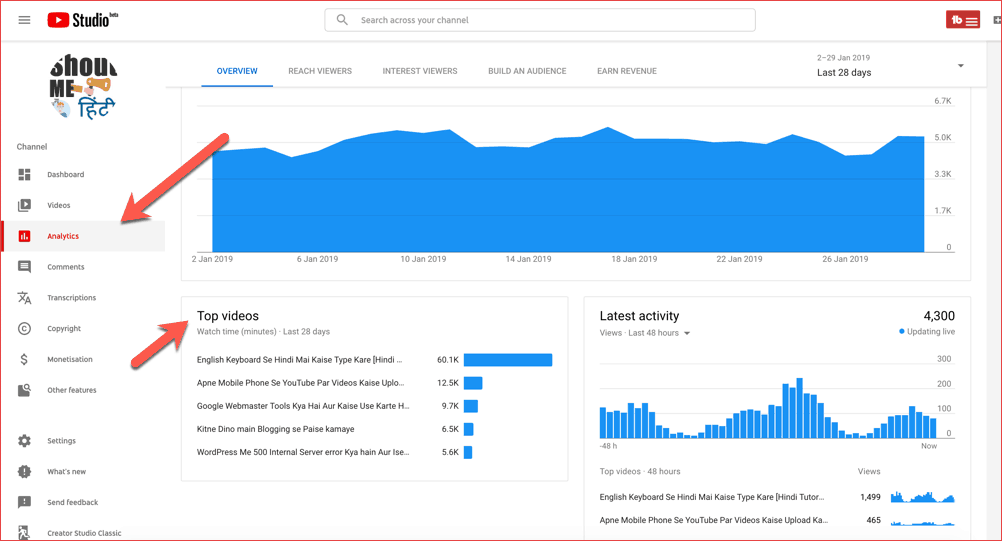 Studio beta
Search across your channel
Shou
ME
हिंदी
OVERVIEW
REACH VIEWERS
INTEREST VIEWERS
BUILD AN AUDIENCE
EARN REVENUE
2–29 Jan 2019
Last 28 days
Channel
Dashboard
Videos
Analytics
Comments
Transcriptions
Copyright
Monetisation
Other features
Settings
What's new
Send feedback
Creator Studio Classic
6.7K
5.0K
3.3K
1.7K
0
2 Jan 2019
6 Jan 2019
10 Jan 2019
14 Jan 2019
18 Jan 2019
22 Jan 2019
26 Jan 2019
Top videos
Watch time (minutes) · Last 28 days
English Keyboard Se Hindi Mai Kaise Type Kare [Hindi ... 60.1K
Apne Mobile Phone Se YouTube Par Videos Kaise Uplo... 12.5K
Google Webmaster Tools Kya Hai Aur Kaise Use Karte H... 9.7K
Kitne Dino main Blogging se Paise kamaye 6.5K
WordPress Me 500 Internal Server error Kya hain Aur Ise... 5.6K
Latest activity
4,300
Views · Last 48 hours
Updating live
300
200
100
0
-48 h
Now
Top videos · 48 hours
Views
English Keyboard Se Hindi Mai Kaise Type Kare [Hindi Tutor... 1,499
Apne Mobile Phone Se YouTube Par Videos Kaise Upload Ka... 465